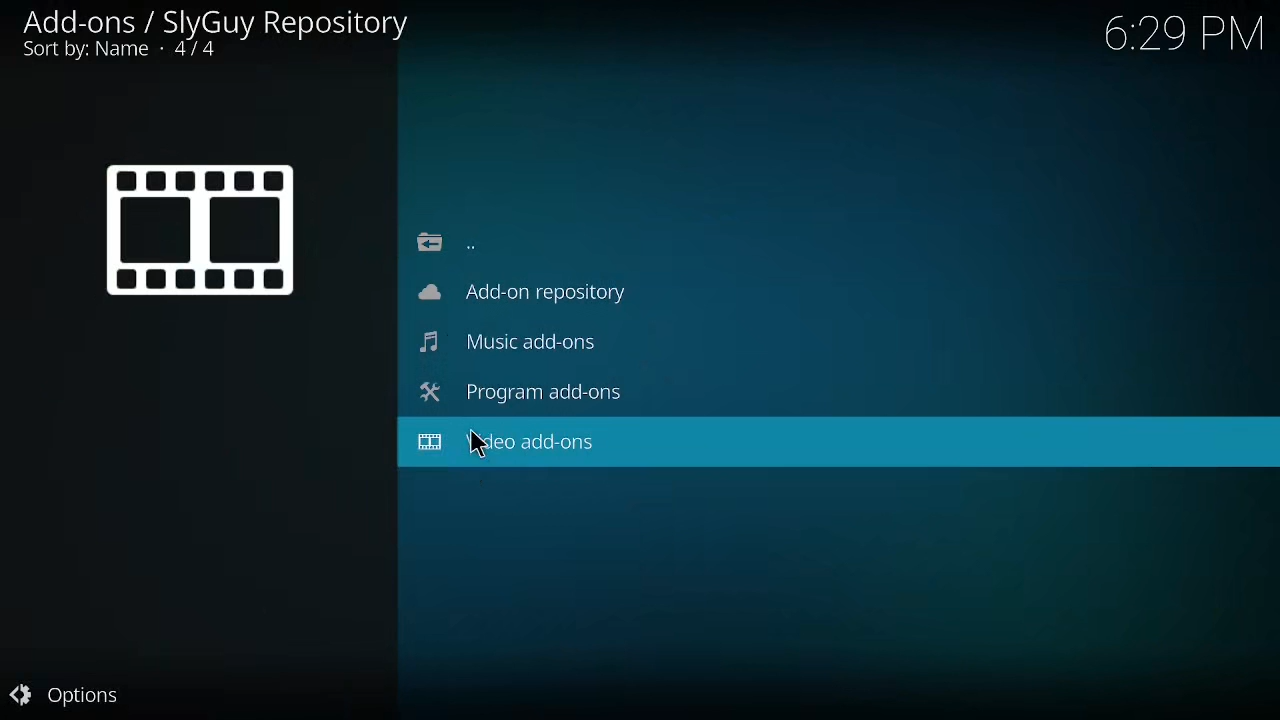 Add-ons / SlyGuy Repository
Sort by: Name · 4 / 4
6:29 PM
..
Add-on repository
Music add-ons
Program add-ons
Video add-ons
Options